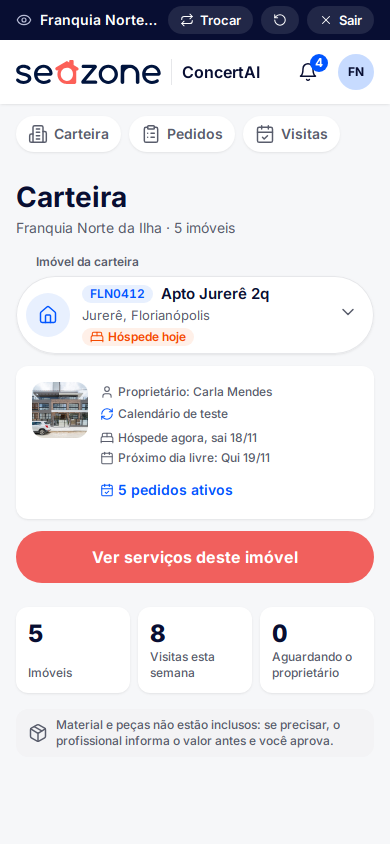 Franquia Norte...
Trocar
Sair
seazone
ConcertAI
4
FN
Carteira
Pedidos
Visitas
Carteira
Franquia Norte da Ilha · 5 imóveis
Imóvel da carteira
FLN0412 Apto Jurerê 2q
Jurerê, Florianópolis
Hóspede hoje
Proprietário: Carla Mendes
Calendário de teste
Hóspede agora, sai 18/11
Próximo dia livre: Qui 19/11
5 pedidos ativos
Ver serviços deste imóvel
5
Imóveis
8
Visitas esta
semana
0
Aguardando o
proprietário
Material e peças não estão inclusos: se precisar, o
profissional informa o valor antes e você aprova.